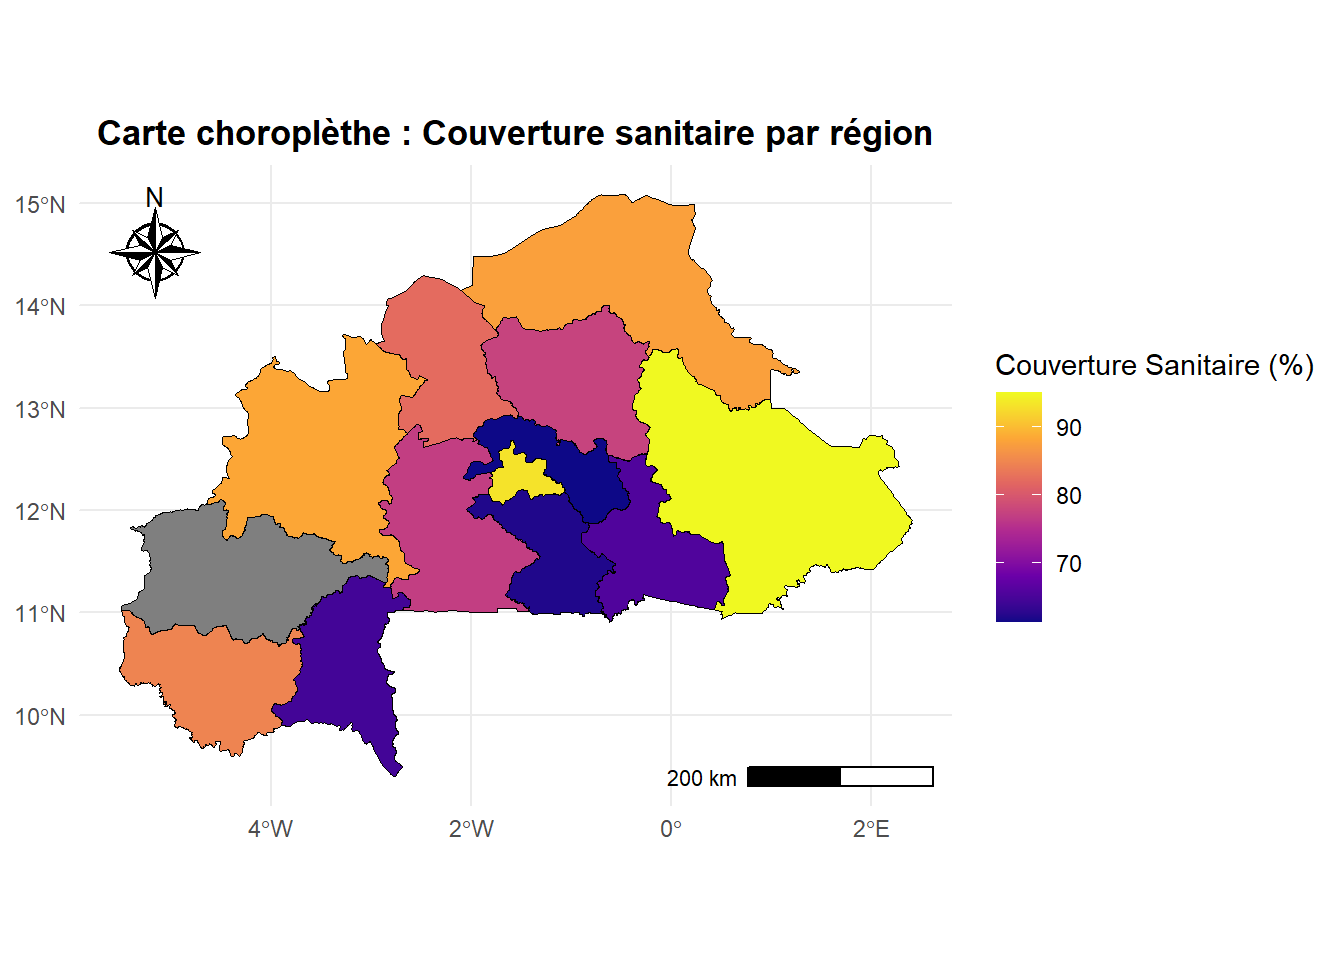 Carte choroplèthe : Couverture sanitaire par région
N
15°N
14°N
13°N
12°N
11°N
10°N
4°W
2°W
0°
2°E
200 km
Couverture Sanitaire (%)
90
80
70